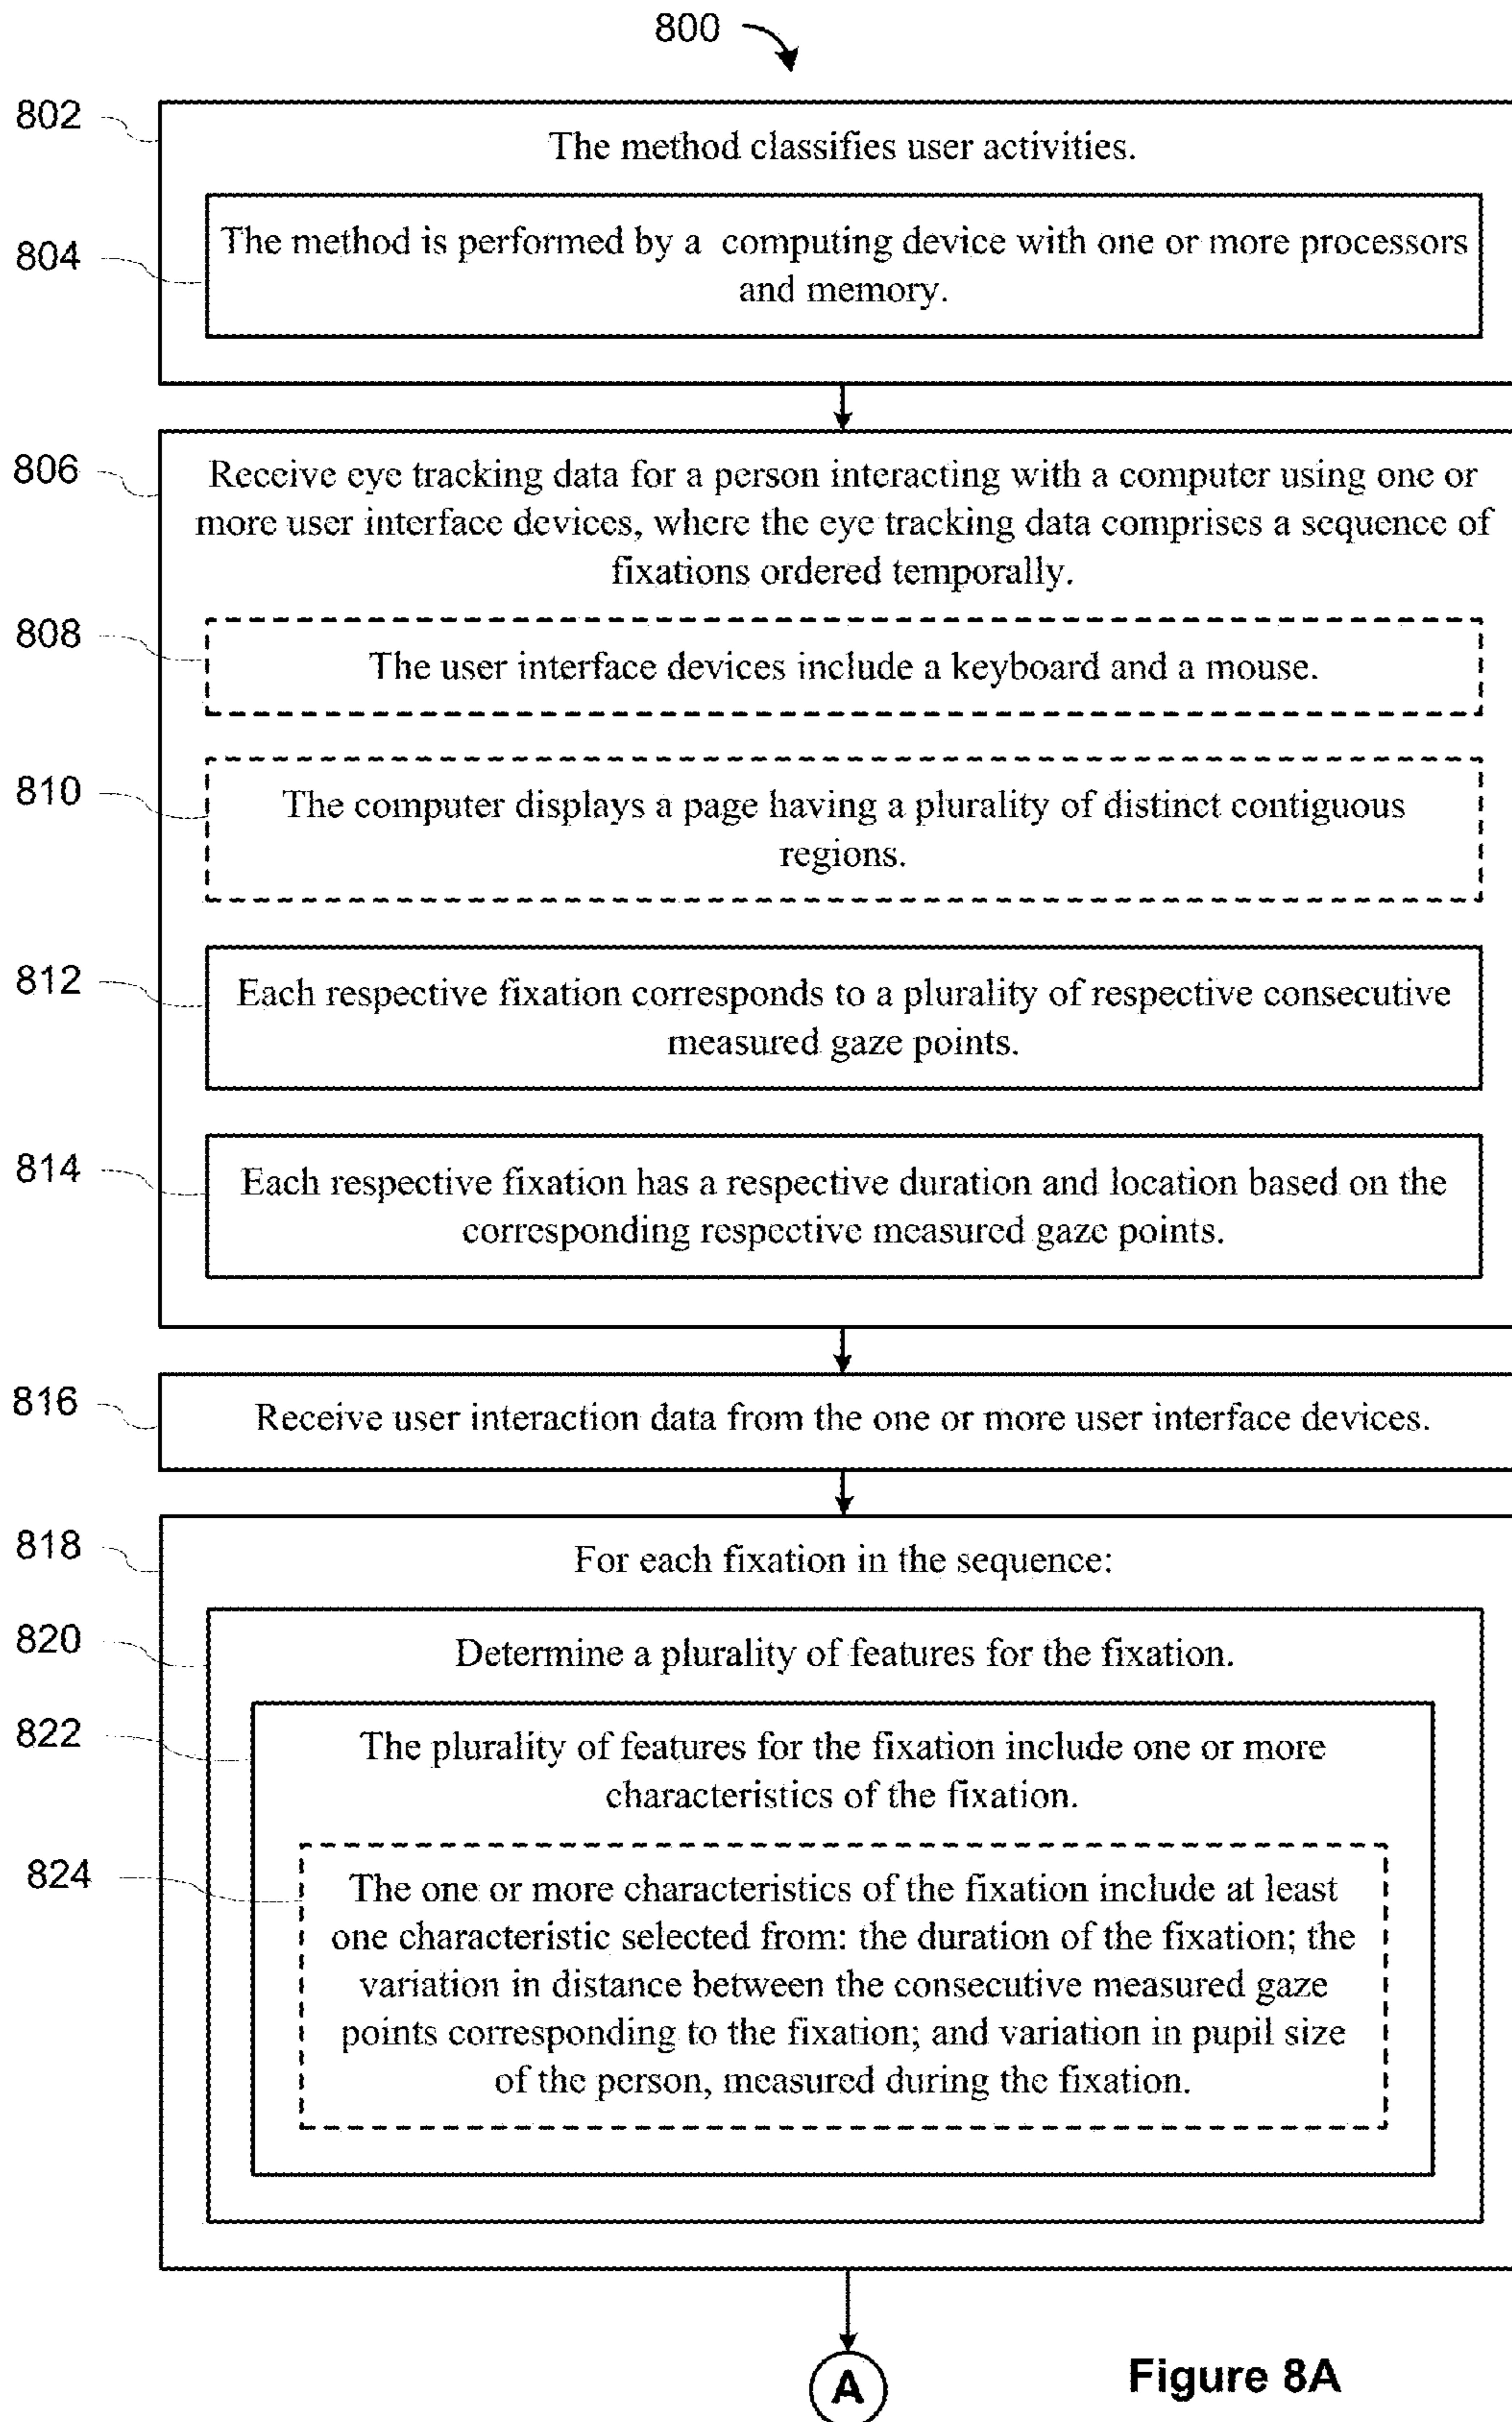 800
802
The method classifies user activities.
804
The method is performed by a computing device with one or more processors
and memory.
806
Receive eye tracking data for a person interacting with a computer using one or
more user interface devices, where the eye tracking data comprises a sequence of
fixations ordered temporally.
808
The user interface devices include a keyboard and a mouse.
810
The computer displays a page having a plurality of distinct contiguous
regions.
812
Each respective fixation corresponds to a plurality of respective consecutive
measured gaze points.
814
Each respective fixation has a respective duration and location based on the
corresponding respective measured gaze points.
816
Receive user interaction data from the one or more user interface devices.
818
For each fixation in the sequence:
820
Determine a plurality of features for the fixation.
822
The plurality of features for the fixation include one or more
characteristics of the fixation.
824
The one or more characteristics of the fixation include at least
one characteristic selected from: the duration of the fixation; the
variation in distance between the consecutive measured gaze
points corresponding to the fixation; and variation in pupil size
of the person, measured during the fixation.
A
Figure 8A